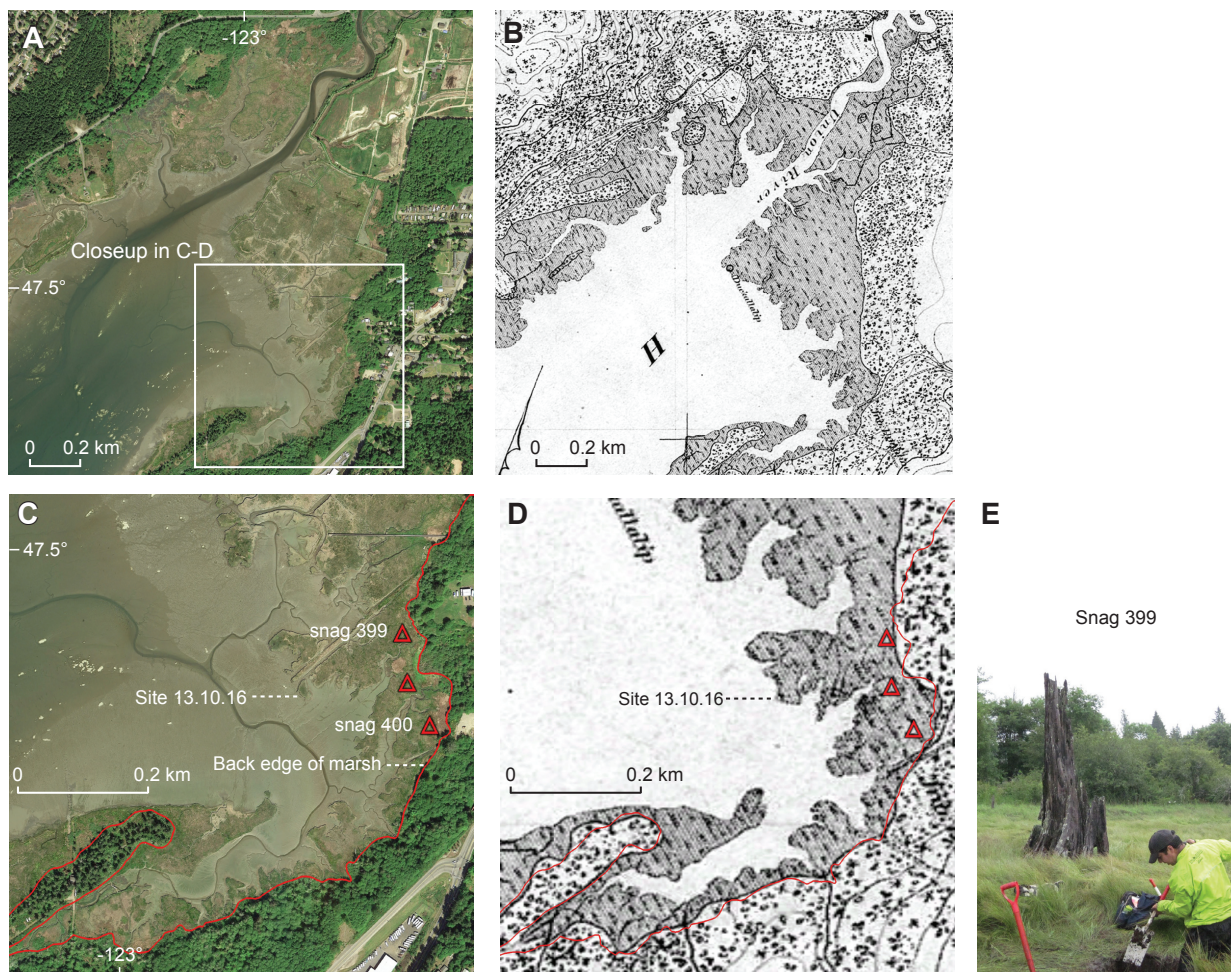 A
-123°
Closeup in C-D
47.5°
0 0.2 km
B
Union
River
H
0 0.2 km
C
47.5°
snag 399
Site 13.10.16
snag 400
0 0.2 km
Back edge of marsh
-123°
D
Site 13.10.16
0 0.2 km
E
Snag 399